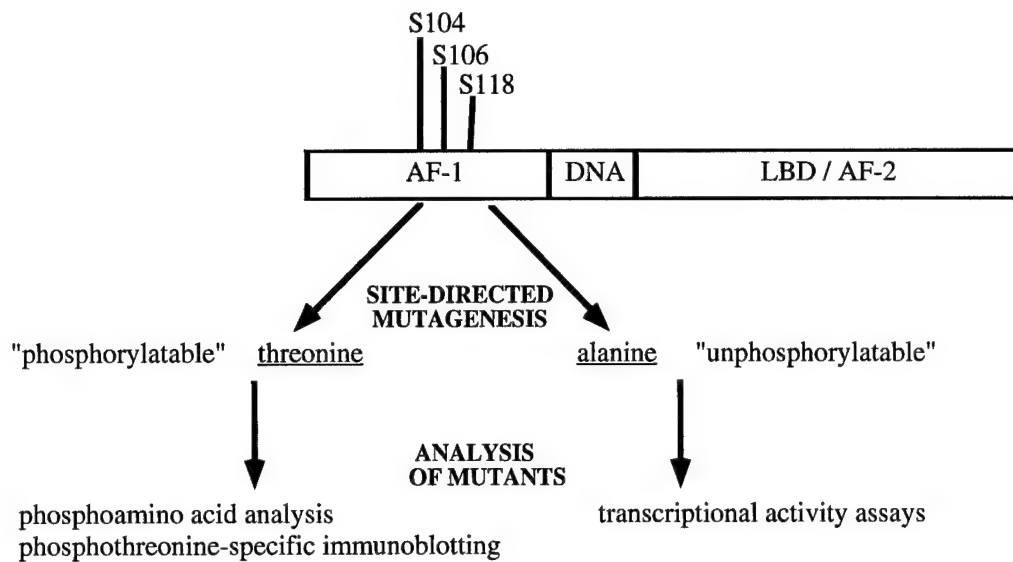 S104
S106
S118
AF-1
DNA
LBD / AF-2
SITE-DIRECTED
MUTAGENESIS
"phosphorylatable" threonine
alanine "unphosphorylatable"
ANALYSIS
OF MUTANTS
phosphoamino acid analysis
phosphothreonine-specific immunoblotting
transcriptional activity assays